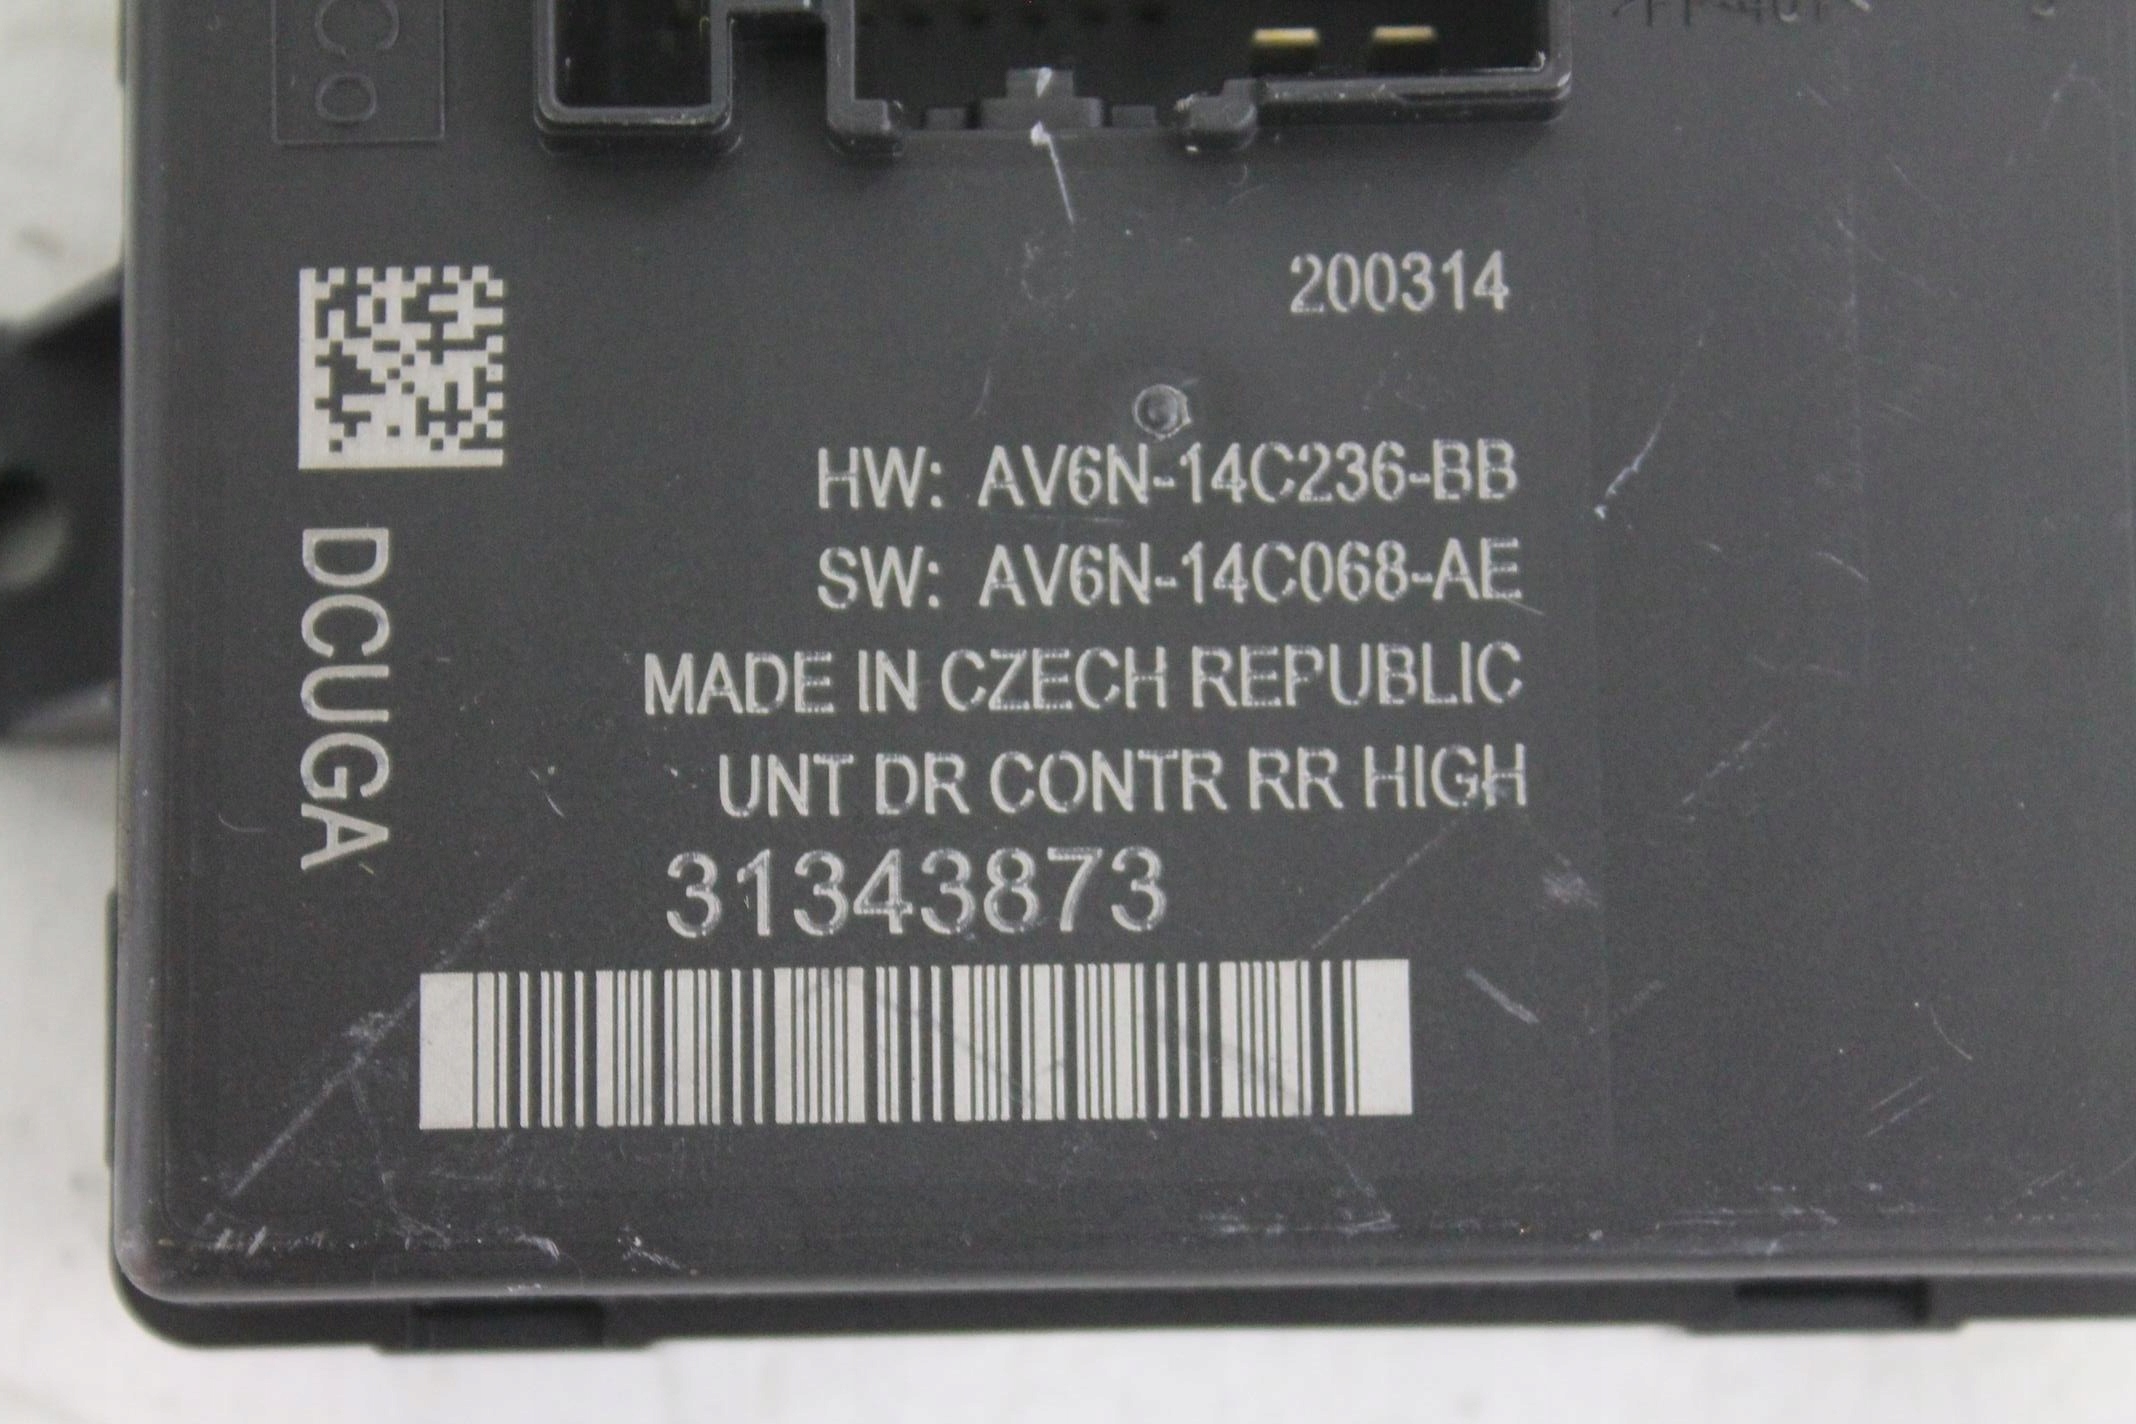 200314
HW: AV6N-14C236-BB
SW: AV6N-14C068-AE
MADE IN CZECH REPUBLIC
UNT DR CONTR RR HIGH
31343873
DCUGA